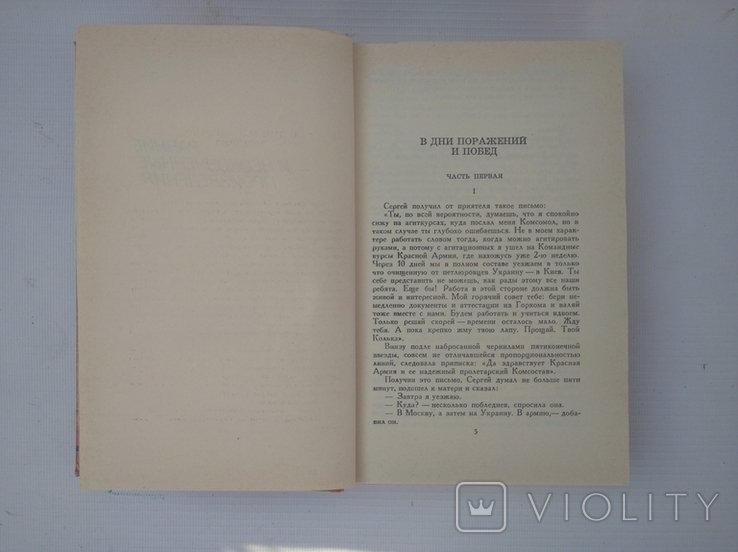 В ДНИ ПОРАЖЕНИЙ
И ПОБЕД
ЧАСТЬ ПЕРВАЯ
I
Сергей получил от приятеля такое письмо:
«Ты, по всей вероятности, думаешь, что я спокойно
сижу на агиткурсах, куда послал меня Комсомол, но в
таком случае ты глубоко ошибаешься. Не в моем харак-
тере работать словом тогда, когда можно агитировать
руками, а потому с агитационных я ушел на Командные
курсы Красной Армии, где нахожусь уже 2-ю неделю.
Через 10 дней мы в полном составе уезжаем в только
что очищенную от петлюровцев Украину — в Киев. Ты
себе представить не можешь, как рады этому все наши
ребята. Еще бы! Работа в этой стороне должна быть
живой и интересной. Мой горячий совет тебе: бери не-
медленно документы и аттестации из Горкома и валяй
тоже вместе с нами. Будем работать и учиться вдвоем.
Только решай скорей — времени осталось мало. Жду
тебя. А пока крепко жму твою лапу. Прощай. Твой
Колька».
Внизу подле набросанной чернилами пятиконечной
звезды, совсем не отличавшейся пропорциональностью
линий, следовала приписка: «Да здравствует Красная
Армия и ее надежный пролетарский Комсостав».
Получив это письмо, Сергей думал не больше пяти
минут, подошел к матери и сказал:
— Завтра я уезжаю.
— Куда? — несколько побледнев, спросила она.
— В Москву, а затем на Украину. В армию,— доба-
вил он.
5
VIOLITY